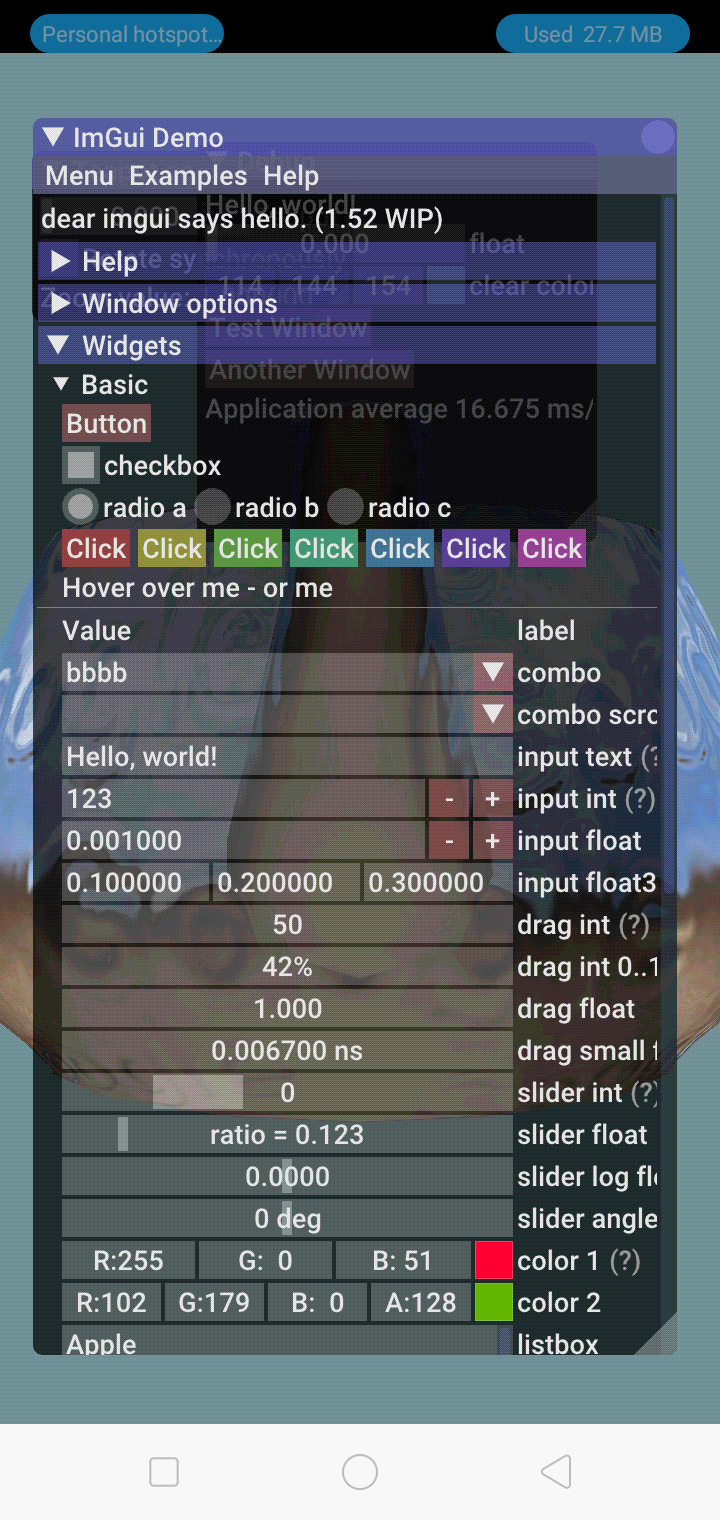 Personal hotspot... Used 27.7 MB
▼ ImGui Demo
Debug
Menu Examples Help
Hello, world!
dear imgui says hello. (1.52 WIP)
0.000 float
▶ Help
114 144 154 clear color
▶ Window options
Test Window
▼ Widgets
Another Window
▼ Basic
Application average 16.675 ms/
Button
checkbox
radio a radio b radio c
Click Click Click Click Click Click Click
Hover over me - or me
Value label
bbbb combo
combo scro
Hello, world! input text (?
123 - + input int (?)
0.001000 - + input float
0.100000 0.200000 0.300000 input float3
50 drag int (?)
42% drag int 0..1
1.000 drag float
0.006700 ns drag small f
0 slider int (?)
ratio = 0.123 slider float
0.0000 slider log flo
0 deg slider angle
R:255 G: 0 B: 51 color 1 (?)
R:102 G:179 B: 0 A:128 color 2
Apple listbox